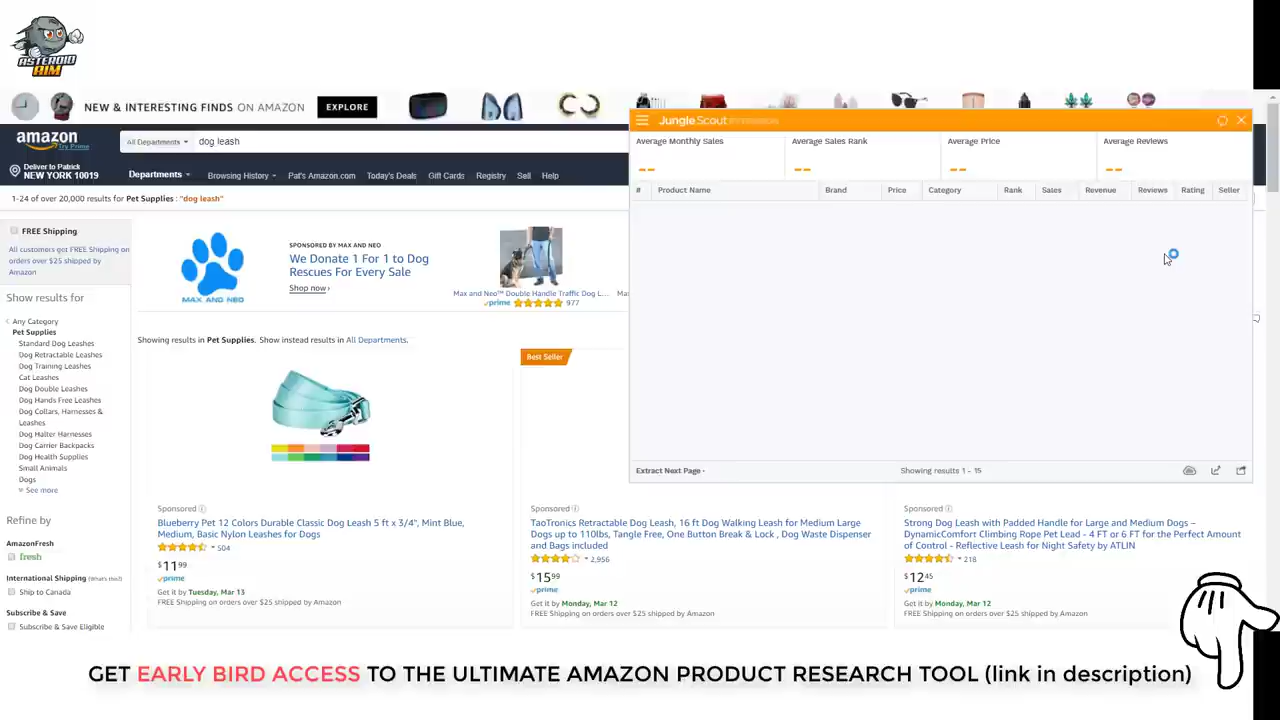 ASTEROID
AIM
NEW & INTERESTING FINDS ON AMAZON
EXPLORE
amazon
Try Prime
All Departments
dog leash
Deliver to Patrick
NEW YORK 10019
Departments
Browsing History
Pat's Amazon.com
Today's Deals
Gift Cards
Registry
Sell
Help
1-24 of over 20,000 results for Pet Supplies : "dog leash"
JungleScout
Average Monthly Sales
--
Average Sales Rank
--
Average Price
--
Average Reviews
--
# Product Name Brand Price Category Rank Sales Revenue Reviews Rating Seller
Extract Next Page
Showing results 1 - 15
FREE Shipping
All customers get FREE Shipping on
orders over $25 shipped by
Amazon
Show results for
Any Category
Pet Supplies
Standard Dog Leashes
Dog Retractable Leashes
Dog Training Leashes
Cat Leashes
Dog Double Leashes
Dog Hands Free Leashes
Dog Collars, Harnesses &
Leashes
Dog Halter Harnesses
Dog Carrier Backpacks
Dog Health Supplies
Small Animals
Dogs
See more
Refine by
AmazonFresh
fresh
International Shipping (What's this?)
Ship to Canada
Subscribe & Save
Subscribe & Save Eligible
MAX AND NEO
SPONSORED BY MAX AND NEO
We Donate 1 For 1 to Dog
Rescues For Every Sale
Shop now ›
Max and Neo™ Double Handle Traffic Dog L... Ma
prime 977
Showing results in Pet Supplies. Show instead results in All Departments.
Sponsored
Blueberry Pet 12 Colors Durable Classic Dog Leash 5 ft x 3/4", Mint Blue,
Medium, Basic Nylon Leashes for Dogs
504
$11 99
prime
Get it by Tuesday, Mar 13
FREE Shipping on orders over $25 shipped by Amazon
Best Seller
Sponsored
TaoTronics Retractable Dog Leash, 16 ft Dog Walking Leash for Medium Large
Dogs up to 110lbs, Tangle Free, One Button Break & Lock , Dog Waste Dispenser
and Bags included
2,956
$15 99
prime
Get it by Monday, Mar 12
FREE Shipping on orders over $25 shipped by Amazon
Sponsored
Strong Dog Leash with Padded Handle for Large and Medium Dogs –
DynamicComfort Climbing Rope Pet Lead - 4 FT or 6 FT for the Perfect Amount
of Control - Reflective Leash for Night Safety by ATLIN
218
$12 45
prime
Get it by Monday, Mar 12
FREE Shipping on orders over $25 shipped by Amazon
GET EARLY BIRD ACCESS TO THE ULTIMATE AMAZON PRODUCT RESEARCH TOOL (link in description)